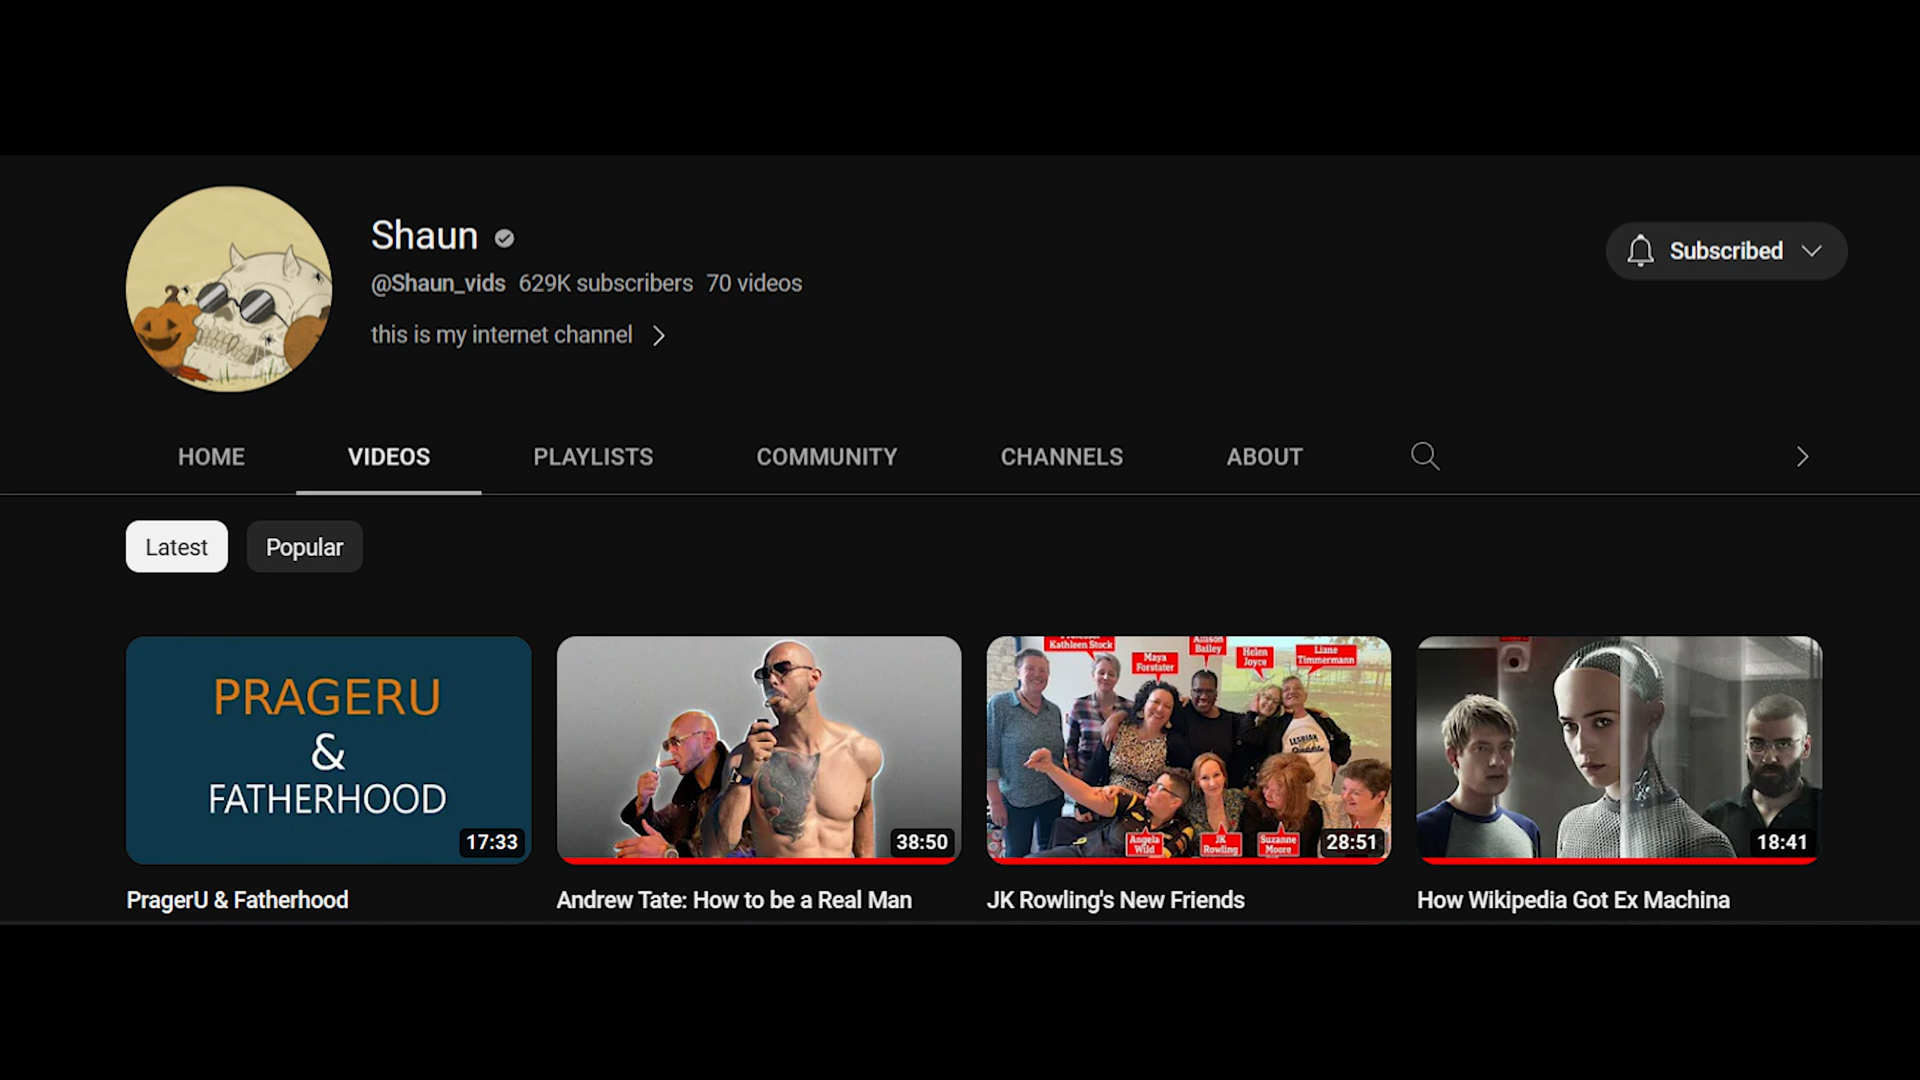 Shaun
@Shaun_vids 629K subscribers 70 videos
this is my internet channel
Subscribed
HOME VIDEOS PLAYLISTS COMMUNITY CHANNELS ABOUT
Latest Popular
PRAGERU
&
FATHERHOOD
17:33
38:50
Kathleen Stock
Maya
Forstater
Allison
Bailey
Helen
Joyce
Liane
Timmermann
LESBIAN
Angela
Wild
JK
Rowling
Suzanne
Moore
28:51
18:41
PragerU & Fatherhood
Andrew Tate: How to be a Real Man
JK Rowling's New Friends
How Wikipedia Got Ex Machina